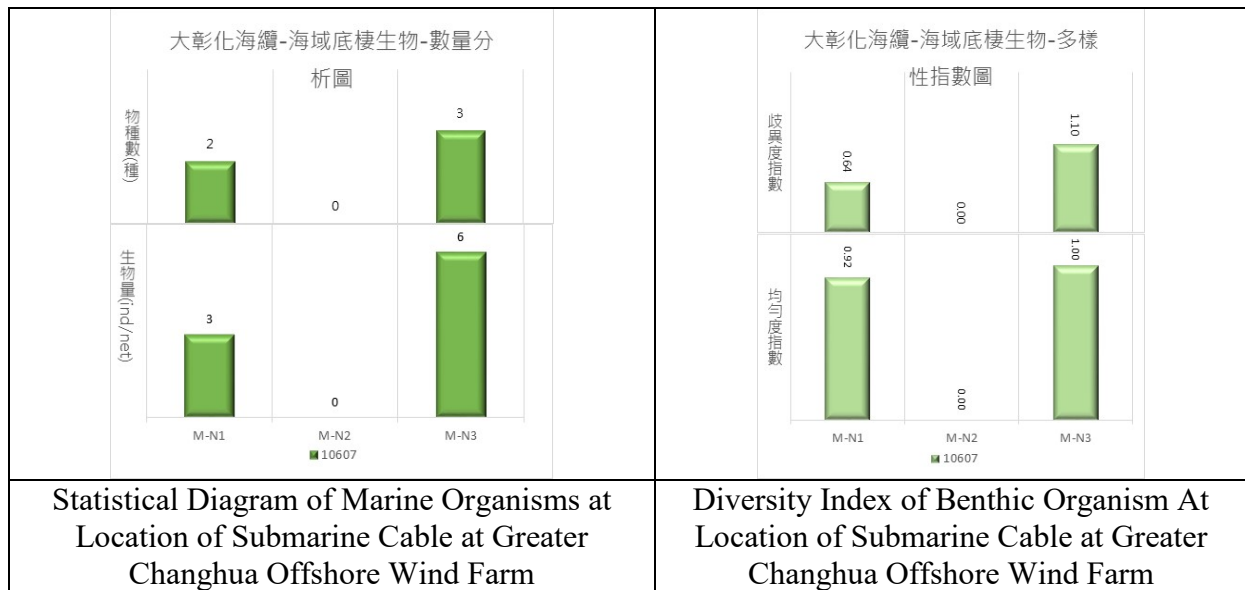 大彰化海纜-海域底棲生物-數量分
析圖
物種數(種)
2
0
3
生物量(ind/net)
3
0
6
M-N1 M-N2 M-N3
10607
Statistical Diagram of Marine Organisms at
Location of Submarine Cable at Greater
Changhua Offshore Wind Farm
大彰化海纜-海域底棲生物-多樣
性指數圖
歧異度指數
0.64
0.00
1.10
均勻度指數
0.92
0.00
1.00
M-N1 M-N2 M-N3
10607
Diversity Index of Benthic Organism At
Location of Submarine Cable at Greater
Changhua Offshore Wind Farm